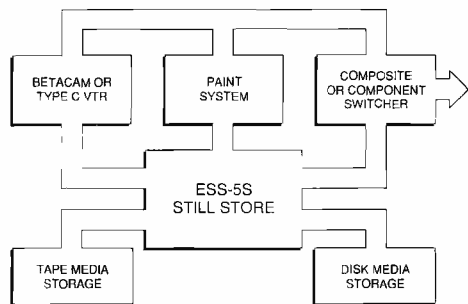 BETACAM OR
TYPE C VTR
PAINT
SYSTEM
COMPOSITE
OR COMPONENT
SWITCHER
ESS-5S
STILL STORE
TAPE MEDIA
STORAGE
DISK MEDIA
STORAGE